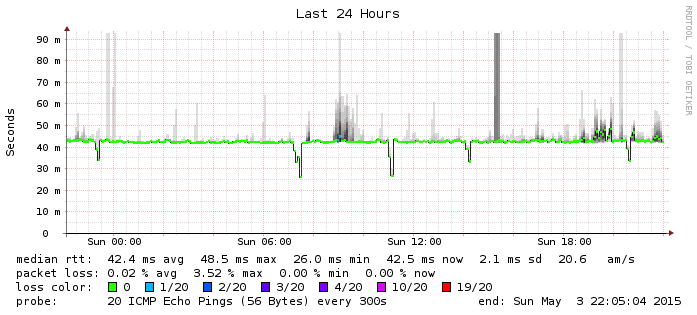 Last 24 Hours
RRDTOOL / TOBI OETIKER
Seconds
90 m
80 m
70 m
60 m
50 m
40 m
30 m
20 m
10 m
0
Sun 00:00 Sun 06:00 Sun 12:00 Sun 18:00
median rtt: 42.4 ms avg 48.5 ms max 26.0 ms min 42.5 ms now 2.1 ms sd 20.6 am/s
packet loss: 0.02 % avg 3.52 % max 0.00 % min 0.00 % now
loss color: 0 1/20 2/20 3/20 4/20 10/20 19/20
probe: 20 ICMP Echo Pings (56 Bytes) every 300s end: Sun May 3 22:05:04 2015